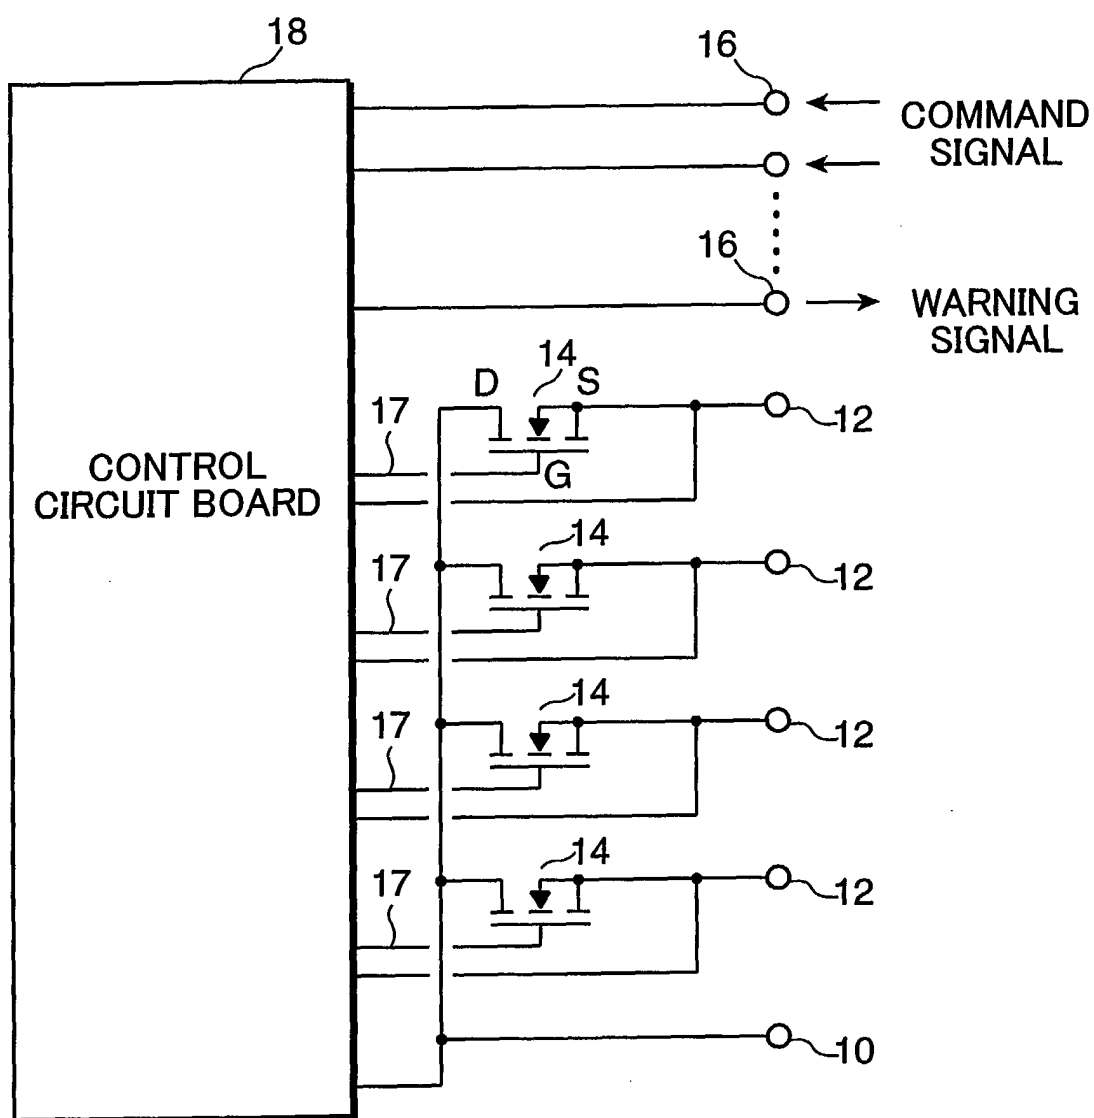 18
16
COMMAND
SIGNAL
16
WARNING
SIGNAL
14
D
S
17
12
G
CONTROL
CIRCUIT BOARD
14
17
12
14
17
12
14
17
12
10